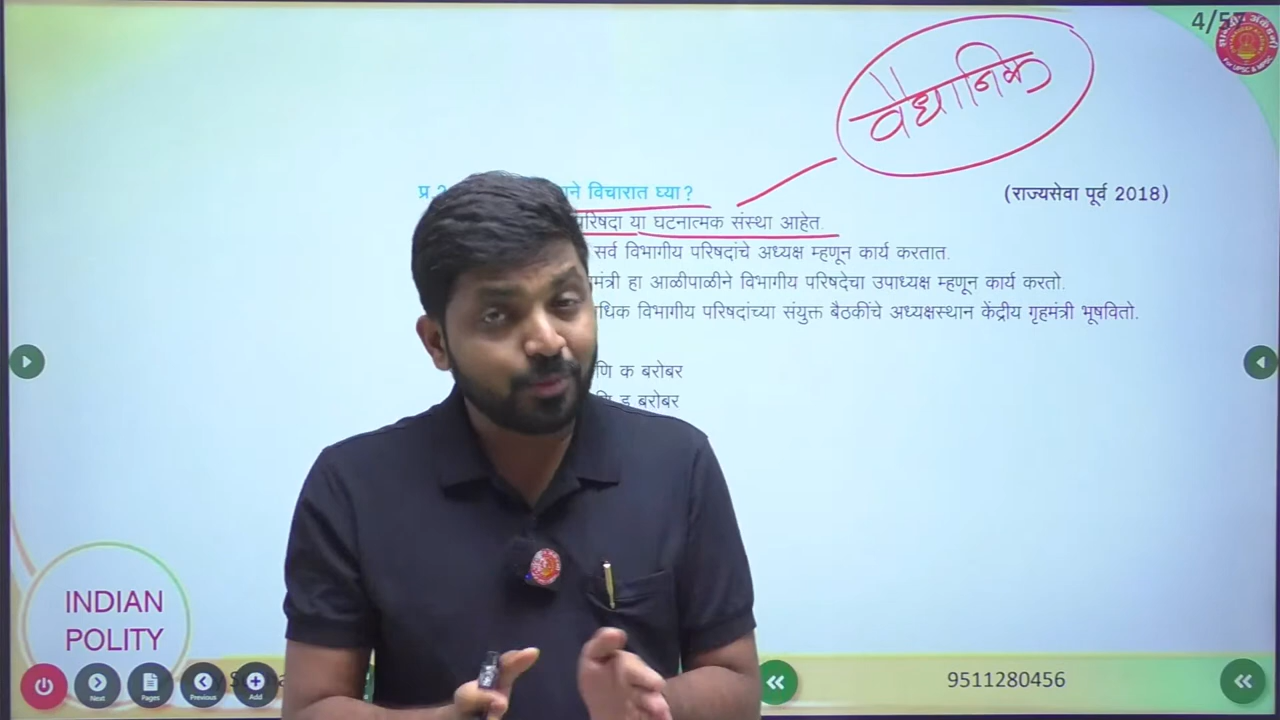 4/57
वैधानिक
प्र.2 ने विचारात घ्या?
(राज्यसेवा पूर्व 2018)
परिषदा या घटनात्मक संस्था आहेत.
सर्व विभागीय परिषदांचे अध्यक्ष म्हणून कार्य करतात.
मंत्री हा आळीपाळीने विभागीय परिषदेचा उपाध्यक्ष म्हणून कार्य करतो.
धिक विभागीय परिषदांच्या संयुक्त बैठकींचे अध्यक्षस्थान केंद्रीय गृहमंत्री भूषवितो.
णि क बरोबर
ड बरोबर
INDIAN
POLITY
Next
Pages
Previous
Add
9511280456